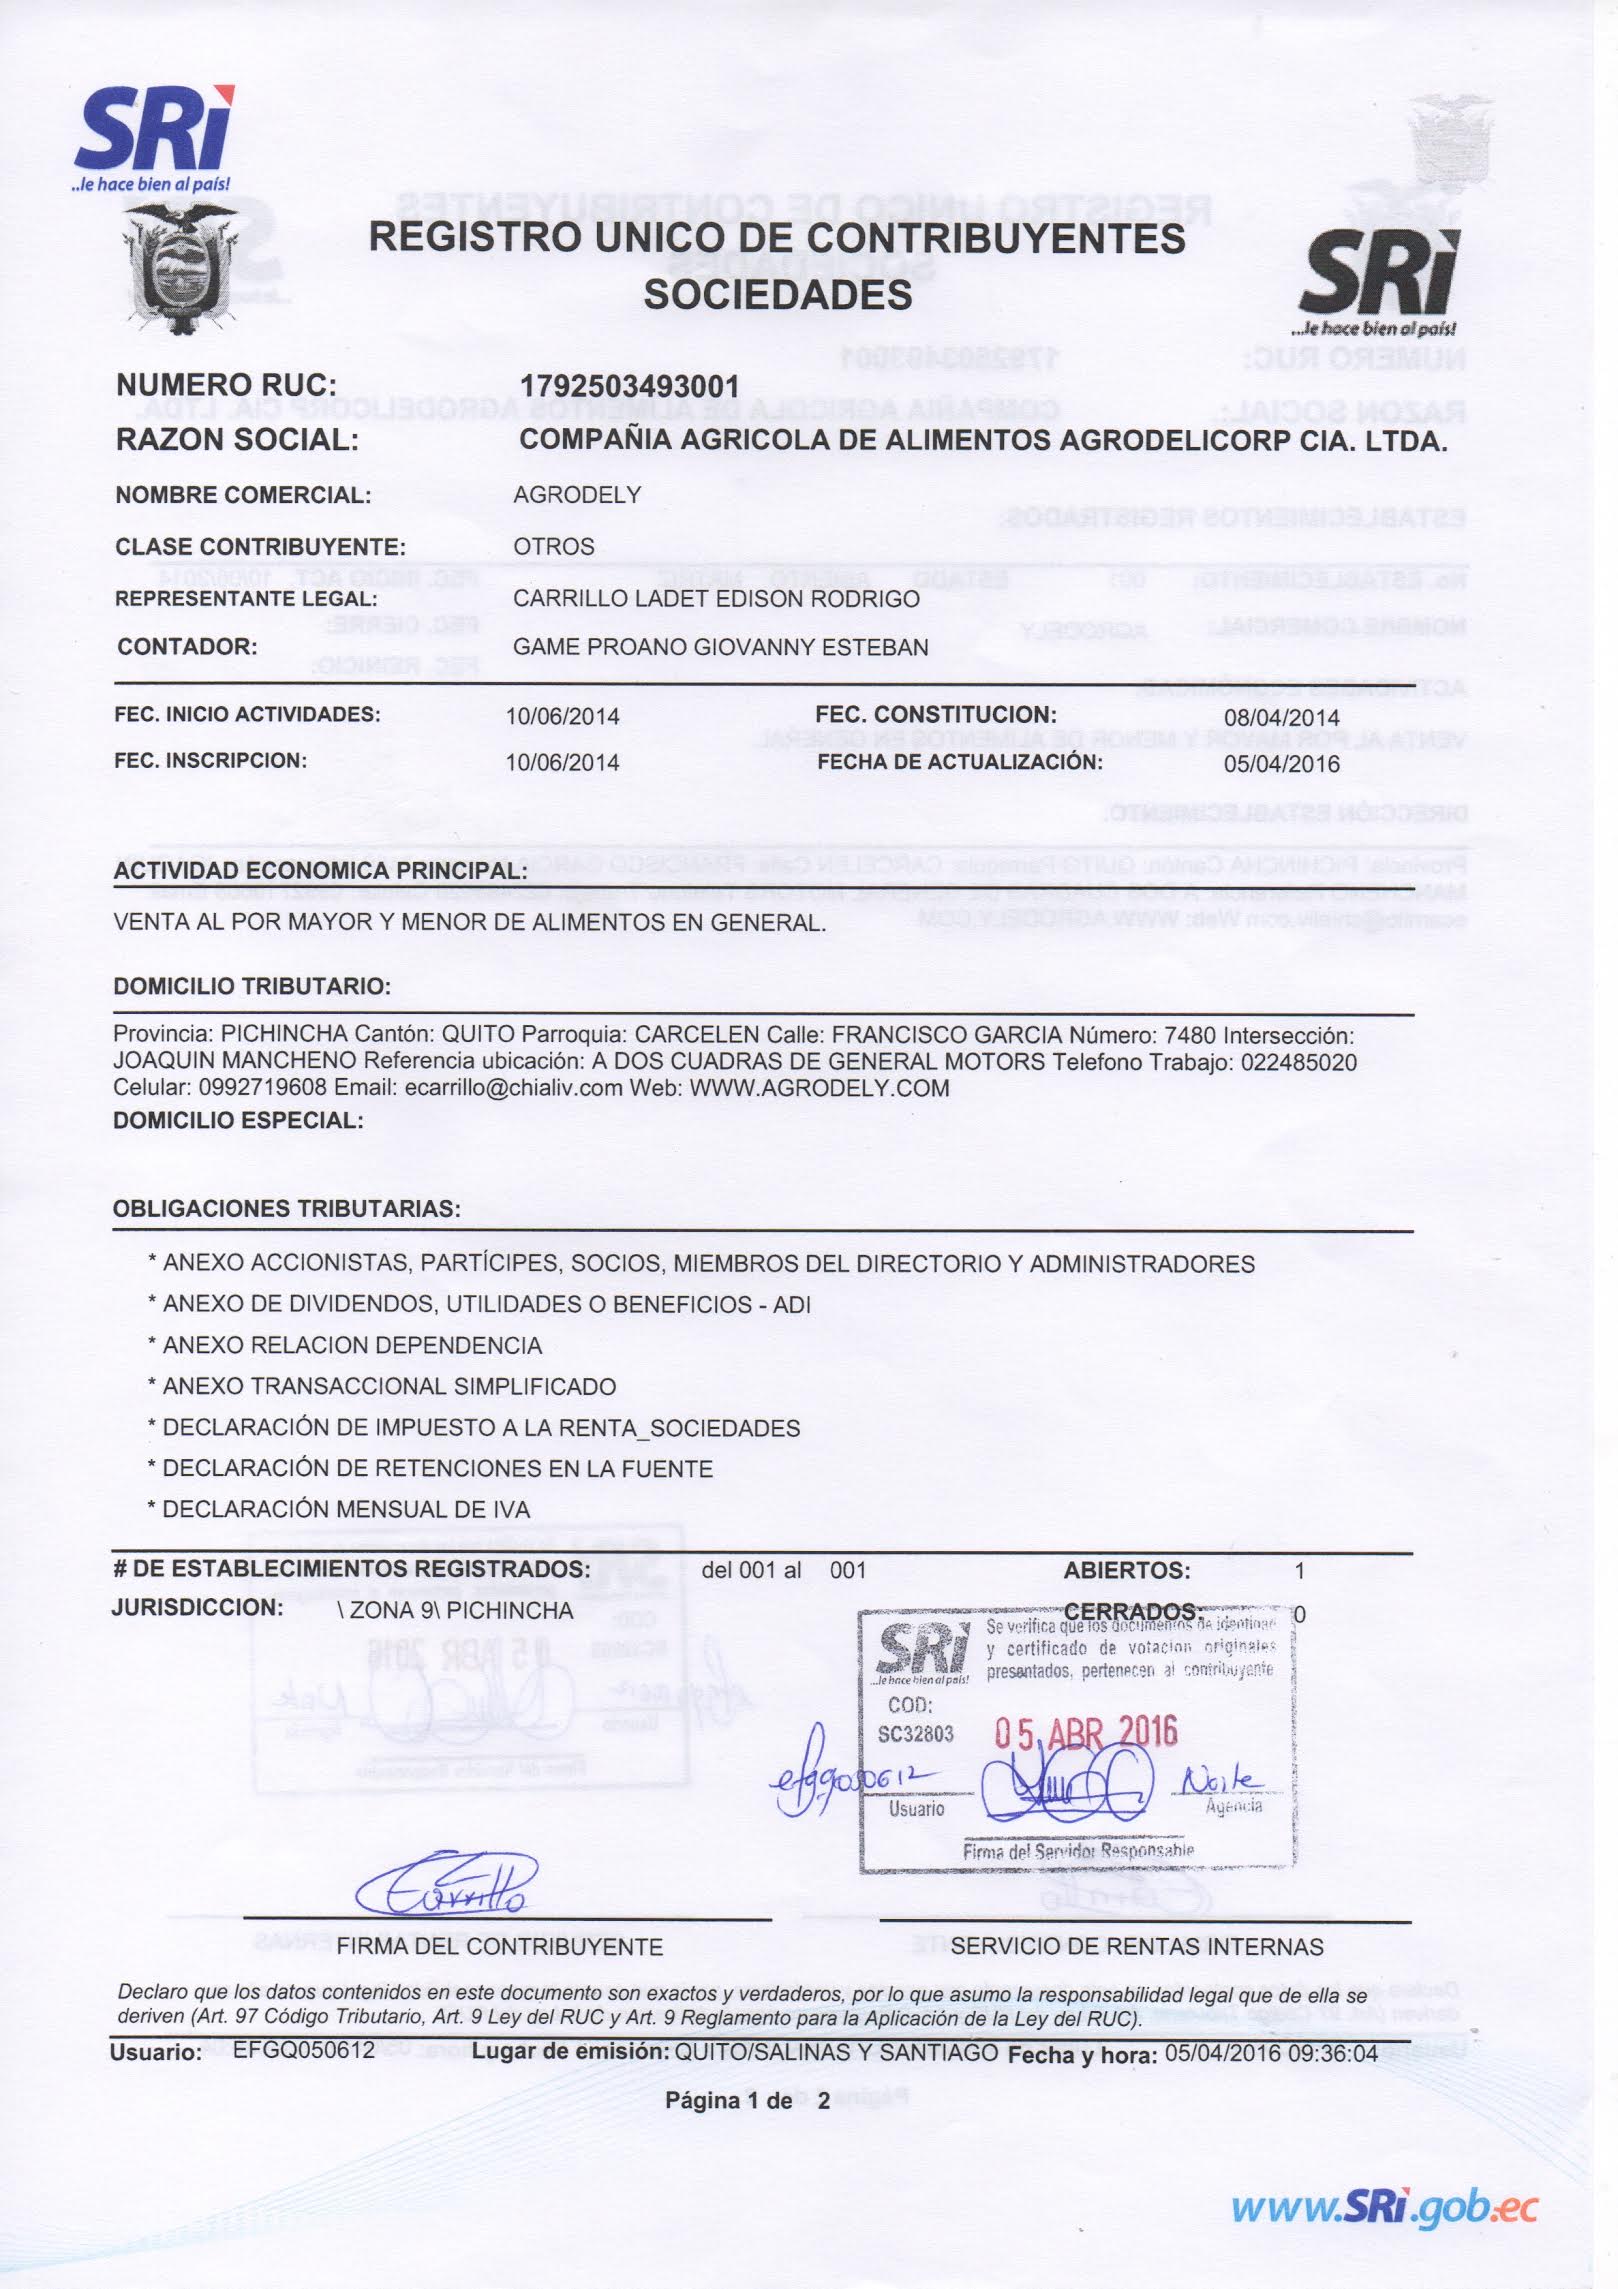 SRi
...le hace bien al país!
REGISTRO UNICO DE CONTRIBUYENTES
SOCIEDADES
SRi
...le hace bien al país!
NUMERO RUC: 1792503493001
RAZON SOCIAL: COMPAÑIA AGRICOLA DE ALIMENTOS AGRODELICORP CIA. LTDA.
NOMBRE COMERCIAL: AGRODELY
CLASE CONTRIBUYENTE: OTROS
REPRESENTANTE LEGAL: CARRILLO LADET EDISON RODRIGO
CONTADOR: GAME PROANO GIOVANNY ESTEBAN
FEC. INICIO ACTIVIDADES: 10/06/2014 FEC. CONSTITUCION: 08/04/2014
FEC. INSCRIPCION: 10/06/2014 FECHA DE ACTUALIZACIÓN: 05/04/2016
ACTIVIDAD ECONOMICA PRINCIPAL:
VENTA AL POR MAYOR Y MENOR DE ALIMENTOS EN GENERAL.
DOMICILIO TRIBUTARIO:
Provincia: PICHINCHA Cantón: QUITO Parroquia: CARCELEN Calle: FRANCISCO GARCIA Número: 7480 Intersección:
JOAQUIN MANCHENO Referencia ubicación: A DOS CUADRAS DE GENERAL MOTORS Telefono Trabajo: 022485020
Celular: 0992719608 Email: ecarrillo@chialiv.com Web: WWW.AGRODELY.COM
DOMICILIO ESPECIAL:
OBLIGACIONES TRIBUTARIAS:
* ANEXO ACCIONISTAS, PARTÍCIPES, SOCIOS, MIEMBROS DEL DIRECTORIO Y ADMINISTRADORES
* ANEXO DE DIVIDENDOS, UTILIDADES O BENEFICIOS - ADI
* ANEXO RELACION DEPENDENCIA
* ANEXO TRANSACCIONAL SIMPLIFICADO
* DECLARACIÓN DE IMPUESTO A LA RENTA_SOCIEDADES
* DECLARACIÓN DE RETENCIONES EN LA FUENTE
* DECLARACIÓN MENSUAL DE IVA
# DE ESTABLECIMIENTOS REGISTRADOS: del 001 al 001 ABIERTOS: 1
JURISDICCION: \ ZONA 9\ PICHINCHA CERRADOS: 0
SRi
...le hace bien al país!
Se verifica que los documentos de identidad
y certificado de votación originales
presentados, pertenecen al contribuyente
COD:
SC32803
05 ABR 2016
efgq050612 Norte
Usuario Agencia
Firma del Servidor Responsable
ECarrillo
FIRMA DEL CONTRIBUYENTE SERVICIO DE RENTAS INTERNAS
Declaro que los datos contenidos en este documento son exactos y verdaderos, por lo que asumo la responsabilidad legal que de ella se
deriven (Art. 97 Código Tributario, Art. 9 Ley del RUC y Art. 9 Reglamento para la Aplicación de la Ley del RUC).
Usuario: EFGQ050612 Lugar de emisión: QUITO/SALINAS Y SANTIAGO Fecha y hora: 05/04/2016 09:36:04
Página 1 de 2
www.SRi.gob.ec